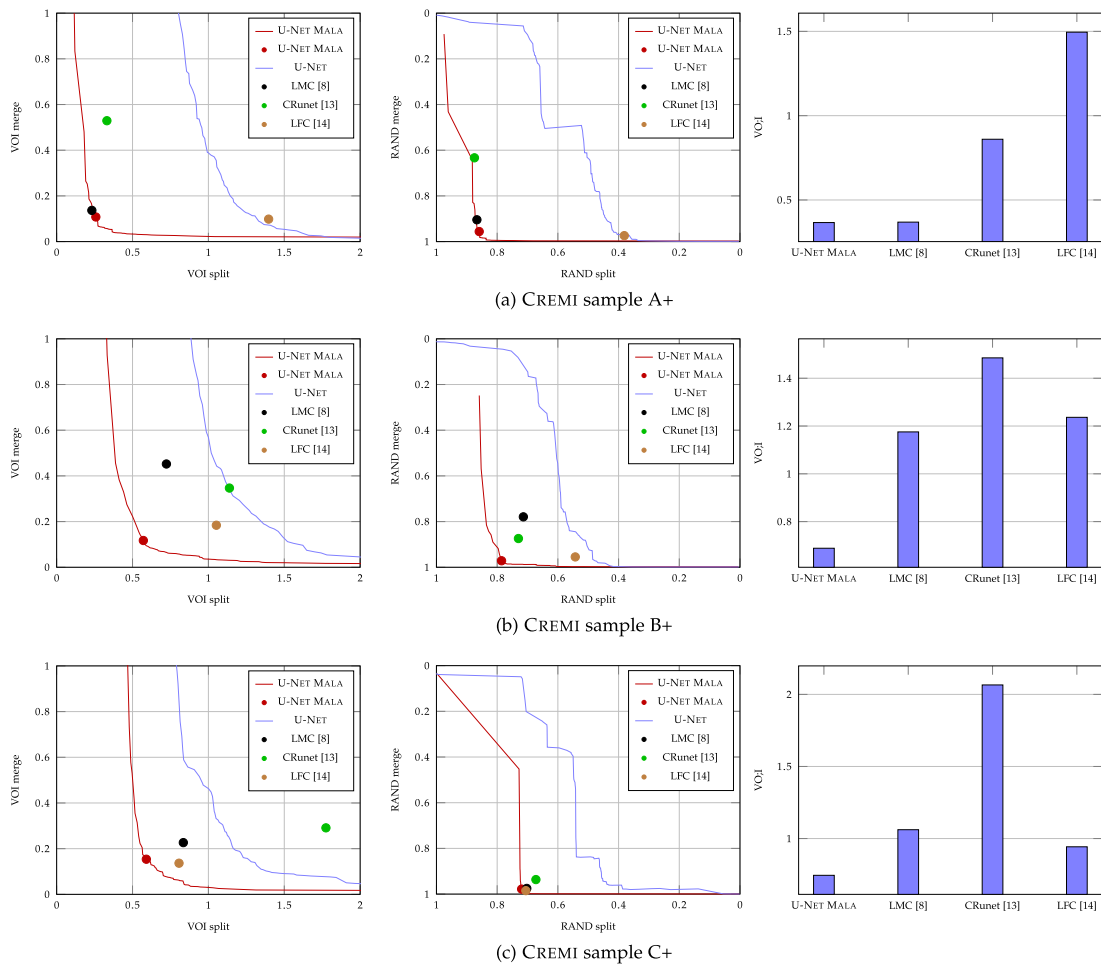 1
0.8
0.6
0.4
0.2
0
0
0.5
1
1.5
2
VOI merge
VOI split
U-NET MALA
U-NET MALA
U-NET
LMC [8]
CRunet [13]
LFC [14]
0
0.2
0.4
0.6
0.8
1
1
0.8
0.6
0.4
0.2
0
RAND merge
RAND split
U-NET MALA
U-NET MALA
U-NET
LMC [8]
CRunet [13]
LFC [14]
1.5
1
0.5
VO;I
U-NET MALA
LMC [8]
CRunet [13]
LFC [14]
(a) CREMI sample A+
1
0.8
0.6
0.4
0.2
0
0
0.5
1
1.5
2
VOI merge
VOI split
U-NET MALA
U-NET MALA
U-NET
LMC [8]
CRunet [13]
LFC [14]
0
0.2
0.4
0.6
0.8
1
1
0.8
0.6
0.4
0.2
0
RAND merge
RAND split
U-NET MALA
U-NET MALA
U-NET
LMC [8]
CRunet [13]
LFC [14]
1.4
1.2
1
0.8
VO;I
U-NET MALA
LMC [8]
CRunet [13]
LFC [14]
(b) CREMI sample B+
1
0.8
0.6
0.4
0.2
0
0
0.5
1
1.5
2
VOI merge
VOI split
U-NET MALA
U-NET MALA
U-NET
LMC [8]
CRunet [13]
LFC [14]
0
0.2
0.4
0.6
0.8
1
1
0.8
0.6
0.4
0.2
0
RAND merge
RAND split
U-NET MALA
U-NET MALA
U-NET
LMC [8]
CRunet [13]
LFC [14]
2
1.5
1
VO;I
U-NET MALA
LMC [8]
CRunet [13]
LFC [14]
(c) CREMI sample C+